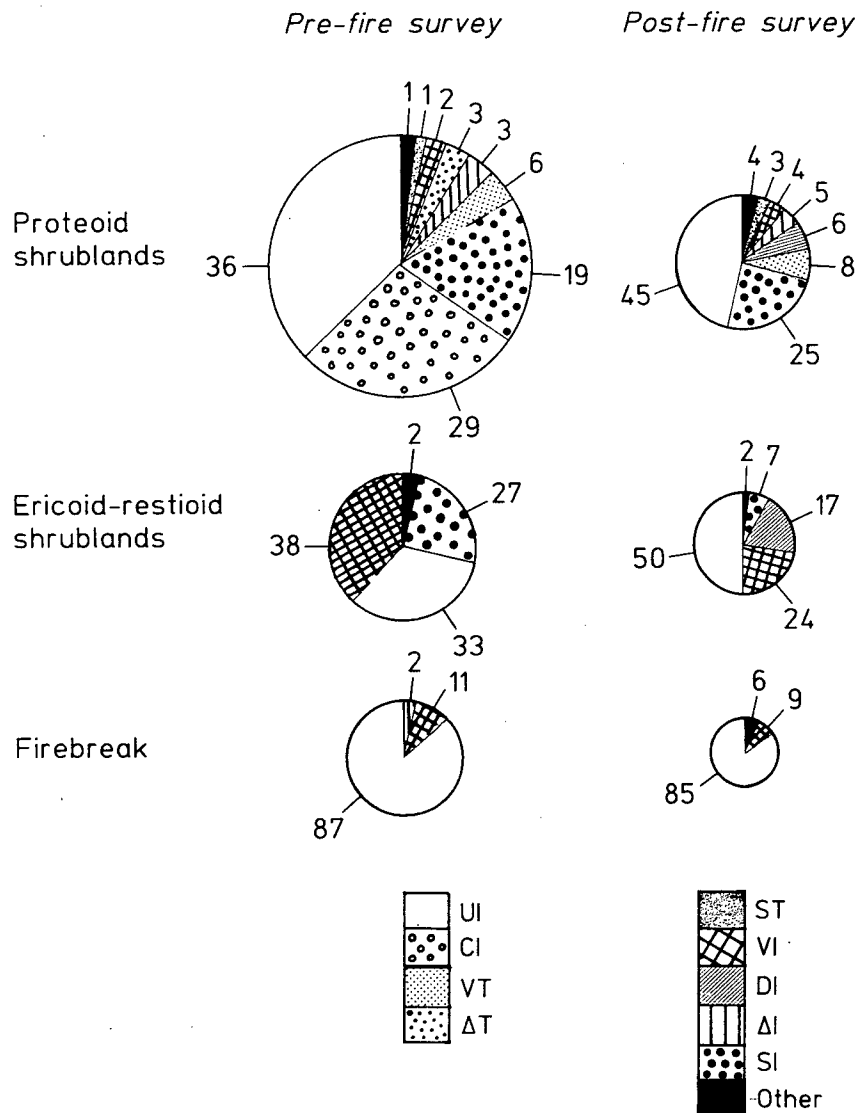 Pre-fire survey
Post-fire survey
Proteoid
shrublands
1
1
2
3
3
6
19
29
36
4
3
4
5
6
8
25
45
Ericoid-restioid
shrublands
2
27
33
38
2
7
17
24
50
Firebreak
2
11
87
6
9
85
UI
CI
VT
ΔT
ST
VI
DI
ΔI
SI
Other